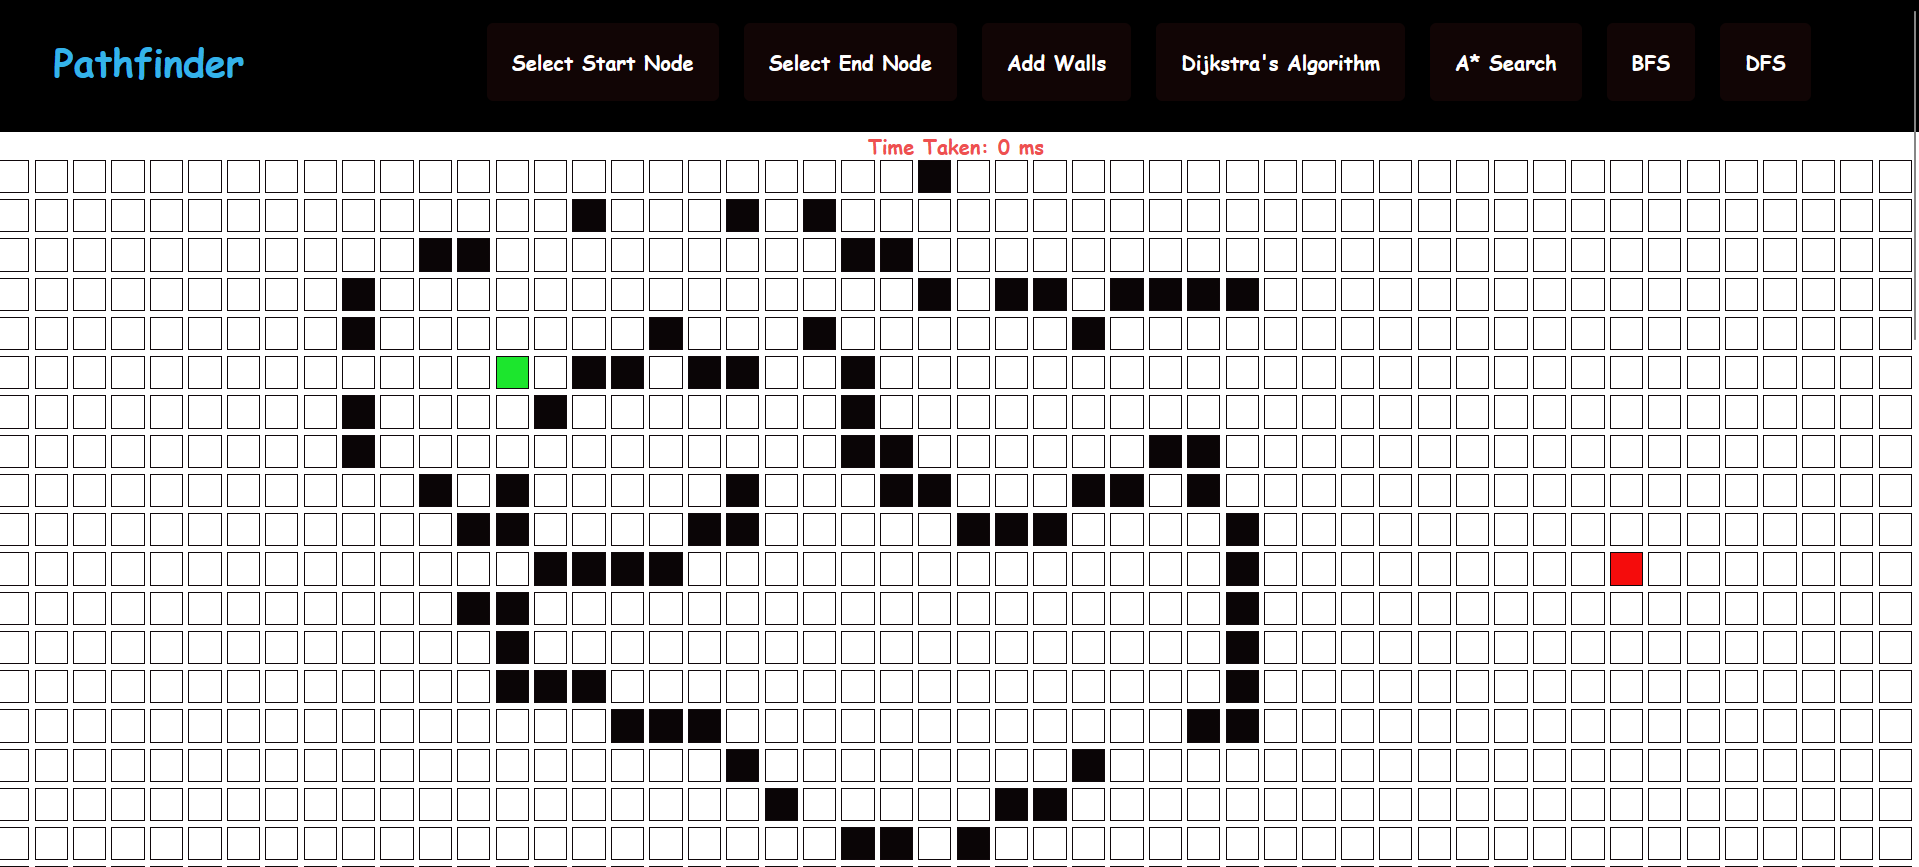 Pathfinder
Select Start Node
Select End Node
Add Walls
Dijkstra's Algorithm
A* Search
BFS
DFS
Time Taken: 0 ms